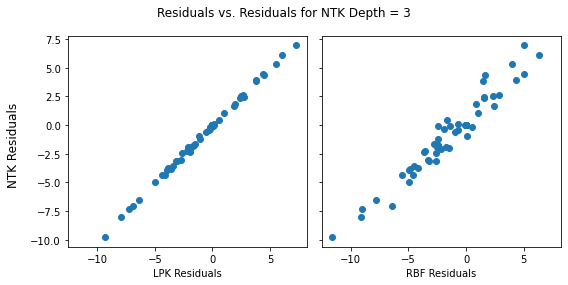 Residuals vs. Residuals for NTK Depth = 3
NTK Residuals
7.5
5.0
2.5
0.0
−2.5
−5.0
−7.5
−10.0
−10 −5 0 5
−10 −5 0 5
LPK Residuals
RBF Residuals